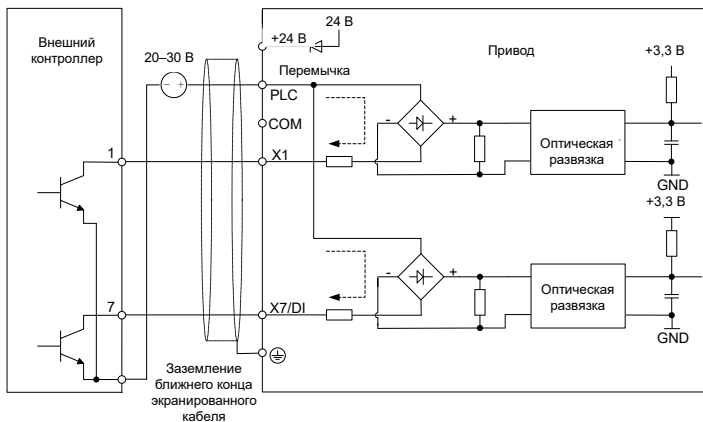 Внешний
контроллер
20–30 В
+24 В
24 В
Перемычка
Привод
+3,3 В
PLC
COM
1
X1
- +
- +
Оптическая
развязка
GND
+3,3 В
7
X7/DI
- +
Оптическая
развязка
GND
Заземление
ближнего конца
экранированного
кабеля